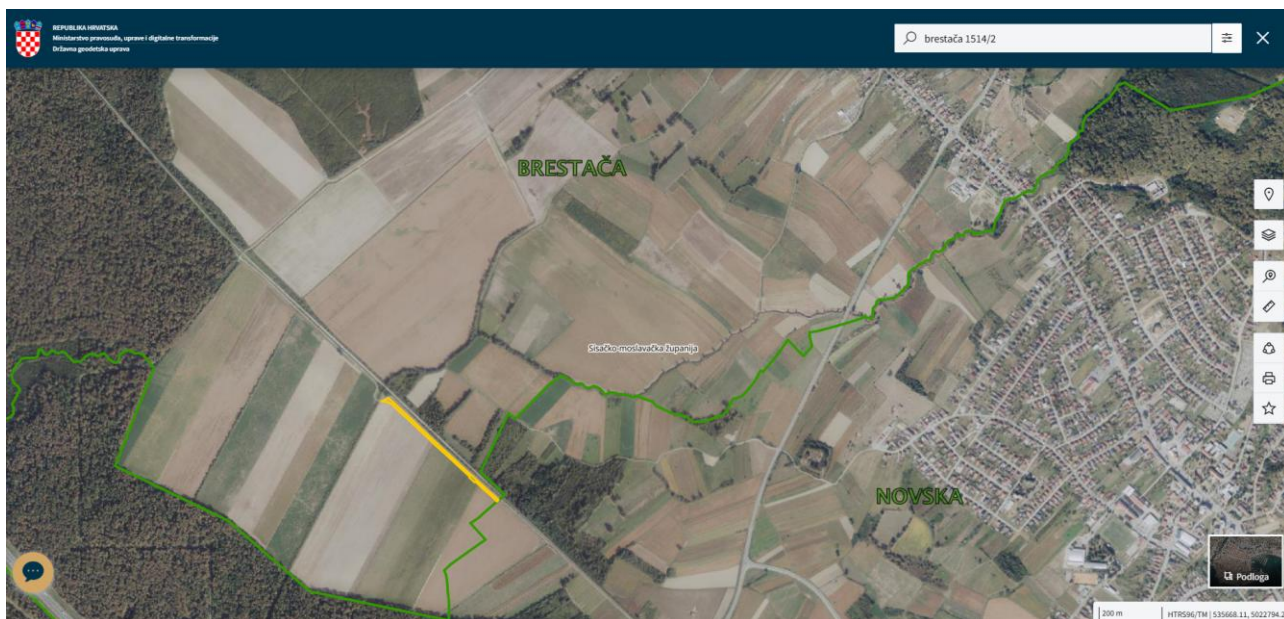 REPUBLIKA HRVATSKA
Ministarstvo pravosuđa, uprave i digitalne transformacije
Državna geodetska uprava
brestača 1514/2
BRESTAČA
Sisačko-moslavačka županija
NOVSKA
Podloga
200 m
HTRS96/TM | 535668.11, 5022794.2